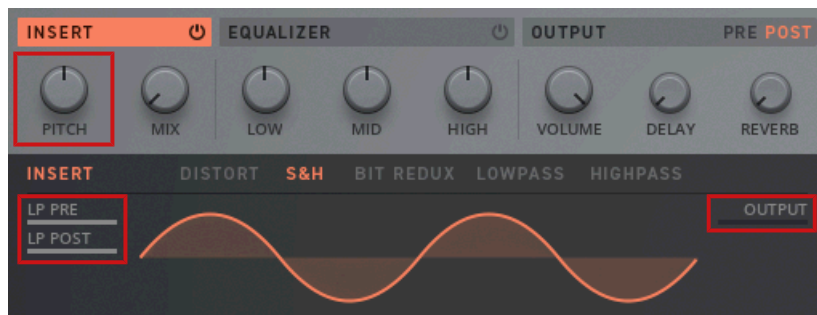 INSERT EQUALIZER OUTPUT PRE POST
PITCH MIX LOW MID HIGH VOLUME DELAY REVERB
INSERT DISTORT S&H BIT REDUX LOWPASS HIGHPASS
LP PRE OUTPUT
LP POST